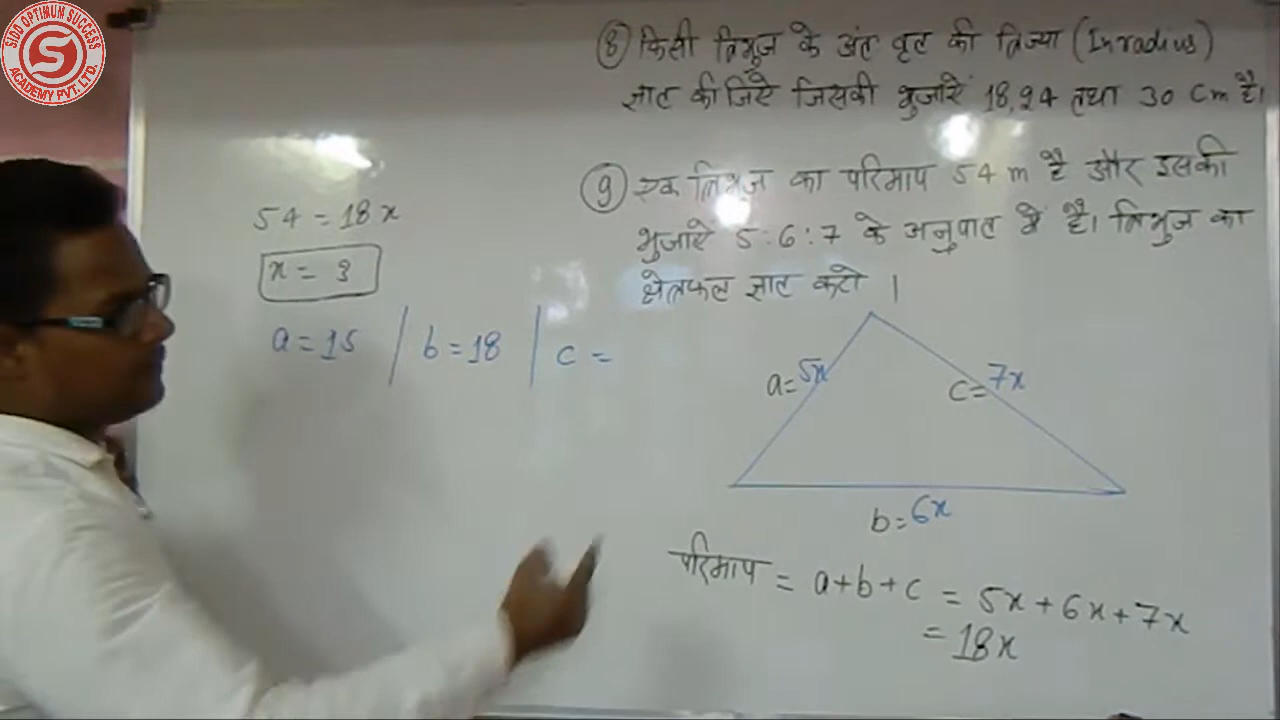 SIDD OPTIMUM SUCCESS
S
ACADEMY PVT. LTD.
⑧ किसी त्रिभुज के अंत वृत की त्रिज्या (Inradius)
ज्ञात कीजिऐ जिसकी भुजाऐं 18,24 तथा 30 cm है।
⑨ एक त्रिभुज का परिमाप 54 m है और इसकी
भुजाऐं 5:6:7 के अनुपात में है। त्रिभुज का
क्षेत्रफल ज्ञात करो ।
54 = 18x
x = 3
a = 15 / b = 18 | c =
a = 5x
c = 7x
b = 6x
परिमाप = a+b+c = 5x + 6x + 7x
= 18x